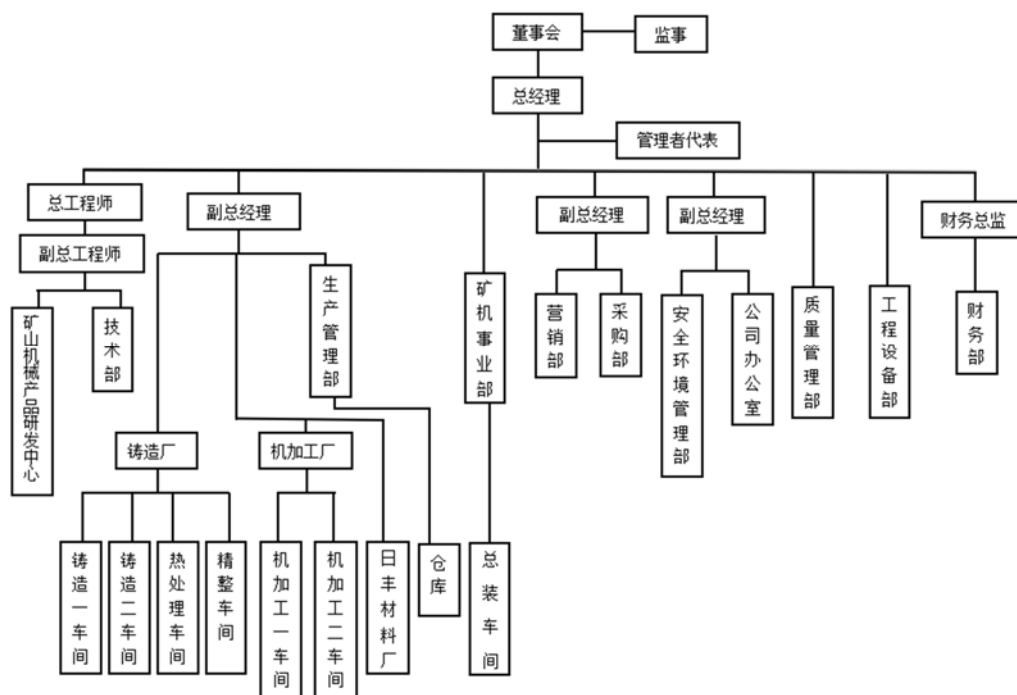 董事会
监事
总经理
管理者代表
总工程师
副总经理
副总经理
副总经理
财务总监
副总工程师
矿山机械产品研发中心
技术部
生产管理部
矿机事业部
营销部
采购部
安全环境管理部
公司办公室
质量管理部
工程设备部
财务部
铸造厂
机加工厂
铸造一车间
铸造二车间
热处理车间
精整车间
机加工一车间
机加工二车间
日丰材料厂
仓库
总装车间